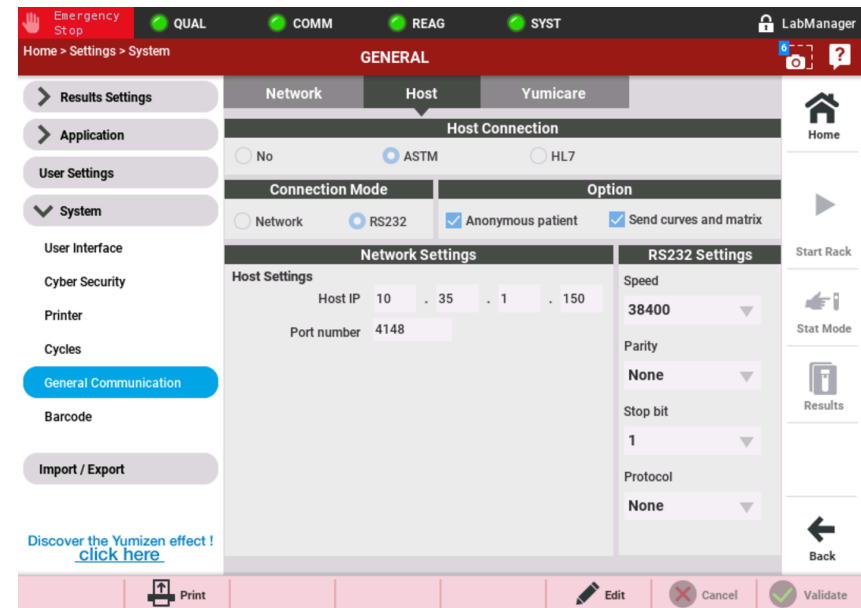 Emergency
Stop
QUAL
COMM
REAG
SYST
LabManager
Home > Settings > System
GENERAL
6
?
Results Settings
Application
User Settings
System
User Interface
Cyber Security
Printer
Cycles
General Communication
Barcode
Import / Export
Discover the Yumizen effect !
click here
Network
Host
Yumicare
Host Connection
No
ASTM
HL7
Connection Mode
Option
Network
RS232
Anonymous patient
Send curves and matrix
Network Settings
Host Settings
Host IP 10 . 35 . 1 . 150
Port number 4148
RS232 Settings
Speed
38400
Parity
None
Stop bit
1
Protocol
None
Home
Start Rack
Stat Mode
Results
Back
Print
Edit
Cancel
Validate